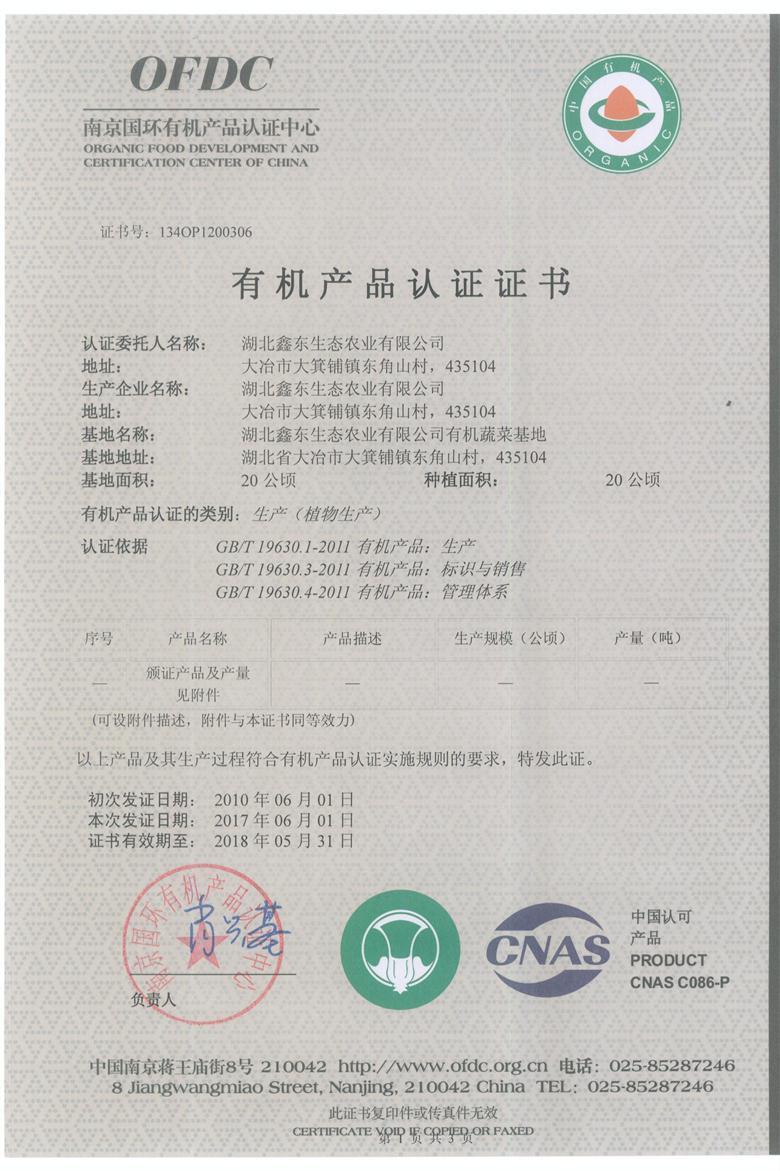 OFDC
南京国环有机产品认证中心
ORGANIC FOOD DEVELOPMENT AND
CERTIFICATION CENTER OF CHINA
中国有机产品
ORGANIC
证书号：134OP1200306
有机产品认证证书
认证委托人名称： 湖北鑫东生态农业有限公司
地址： 大冶市大箕铺镇东角山村，435104
生产企业名称： 湖北鑫东生态农业有限公司
地址： 大冶市大箕铺镇东角山村，435104
基地名称： 湖北鑫东生态农业有限公司有机蔬菜基地
基地地址： 湖北省大冶市大箕铺镇东角山村，435104
基地面积： 20 公顷 种植面积： 20 公顷
有机产品认证的类别：生产（植物生产）
认证依据 GB/T 19630.1-2011 有机产品：生产
GB/T 19630.3-2011 有机产品：标识与销售
GB/T 19630.4-2011 有机产品：管理体系
序号 产品名称 产品描述 生产规模（公顷） 产量（吨）
— 颁证产品及产量 — — —
见附件
(可设附件描述，附件与本证书同等效力)
以上产品及其生产过程符合有机产品认证实施规则的要求，特发此证。
初次发证日期： 2010 年 06 月 01 日
本次发证日期： 2017 年 06 月 01 日
证书有效期至： 2018 年 05 月 31 日
南京国环有机产品认证中心
负责人
CNAS
中国认可
产品
PRODUCT
CNAS C086-P
中国南京蒋王庙街8号 210042 http://www.ofdc.org.cn 电话：025-85287246
8 Jiangwangmiao Street, Nanjing, 210042 China TEL：025-85287246
此证书复印件或传真件无效
CERTIFICATE VOID IF COPIED OR FAXED
第 1 页 共 3 页